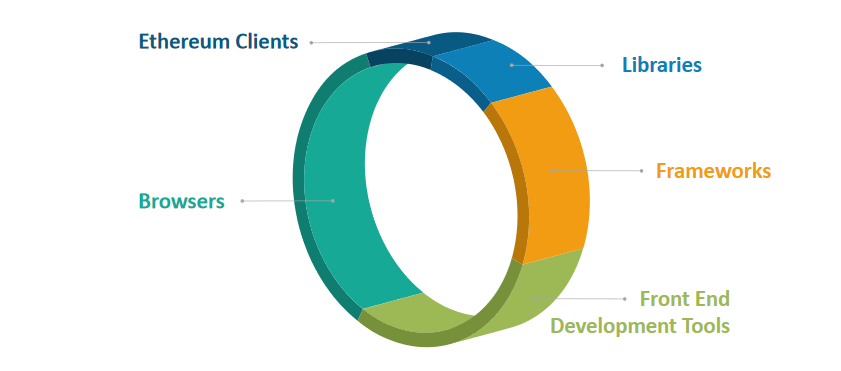 Ethereum Clients
Libraries
Frameworks
Browsers
Front End
Development Tools